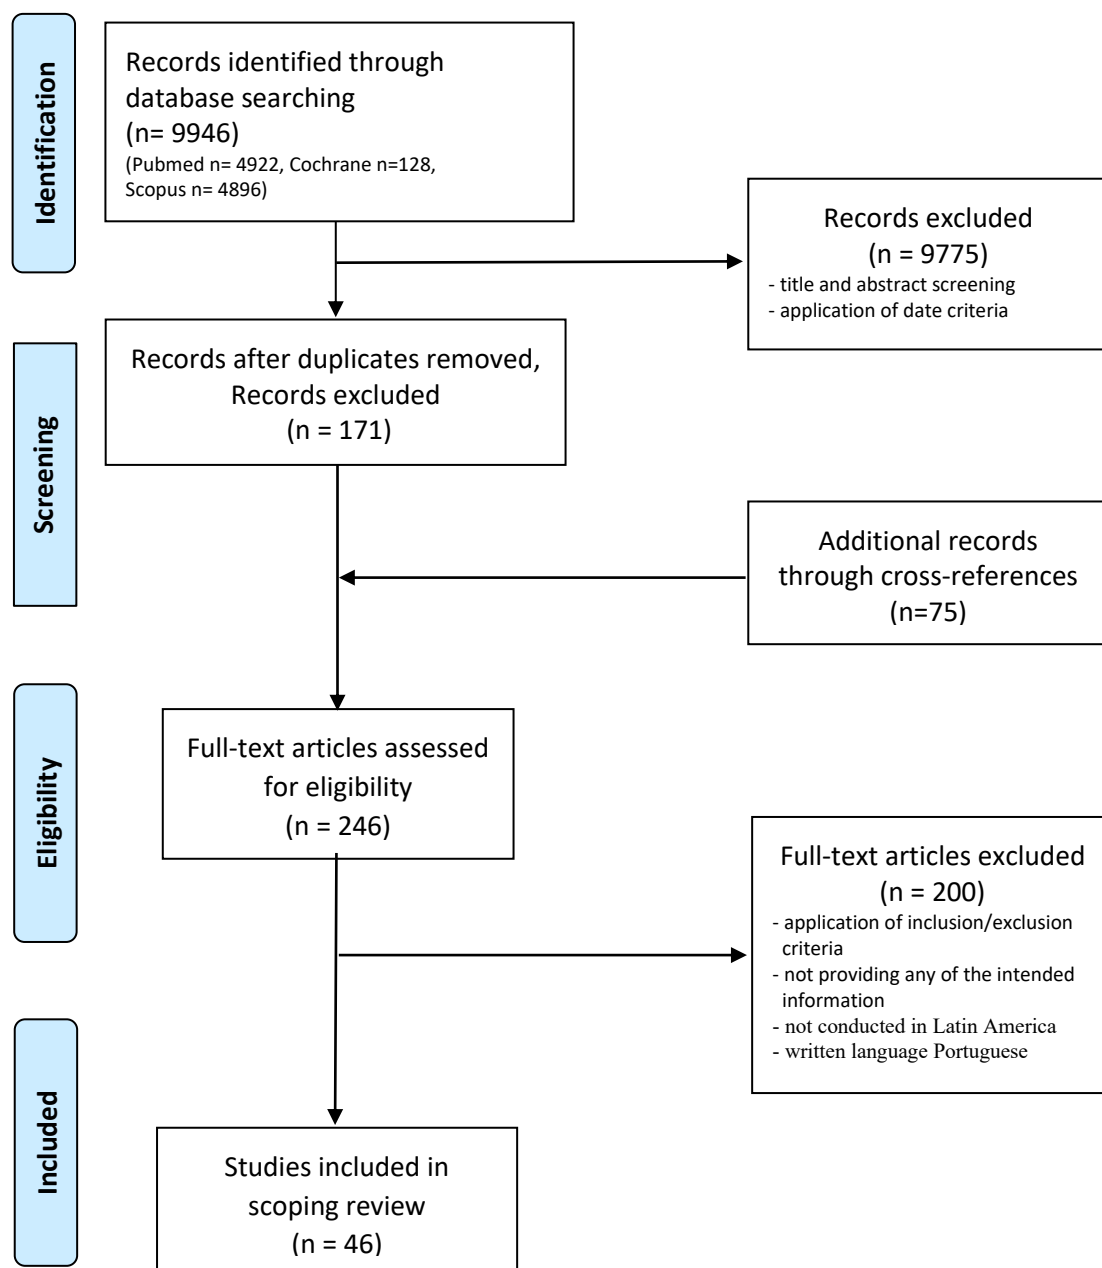 Identification
Records identified through
database searching
(n= 9946)
(Pubmed n= 4922, Cochrane n=128,
Scopus n= 4896)
Records excluded
(n = 9775)
- title and abstract screening
- application of date criteria
Screening
Records after duplicates removed,
Records excluded
(n = 171)
Additional records
through cross-references
(n=75)
Eligibility
Full-text articles assessed
for eligibility
(n = 246)
Full-text articles excluded
(n = 200)
- application of inclusion/exclusion
criteria
- not providing any of the intended
information
- not conducted in Latin America
- written language Portuguese
Included
Studies included in
scoping review
(n = 46)